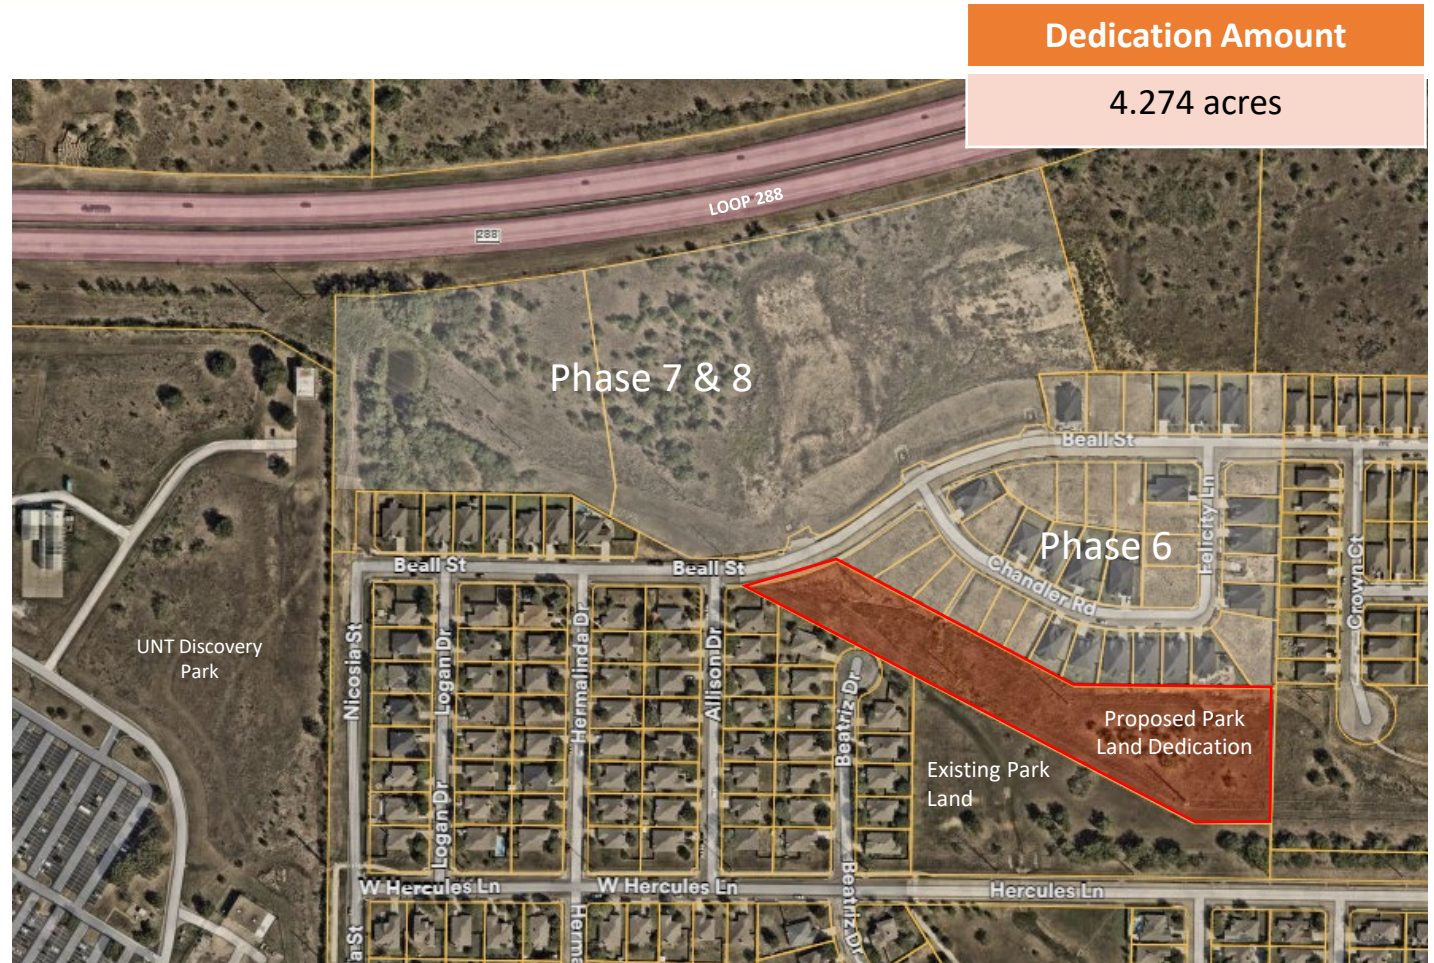 Dedication Amount
4.274 acres
LOOP 288
288
Phase 7 & 8
Beall St
Phase 6
Felicity Ln
Chandler Rd
Crown Ct
Beall St
Beall St
UNT Discovery
Park
Nicosia St
Logan Dr
Hermalinda Dr
Allison Dr
Beatriz Dr
Proposed Park
Land Dedication
Existing Park
Land
Logan Dr
W Hercules Ln
W Hercules Ln
Hercules Ln
a St
Herma
Beatriz Dr